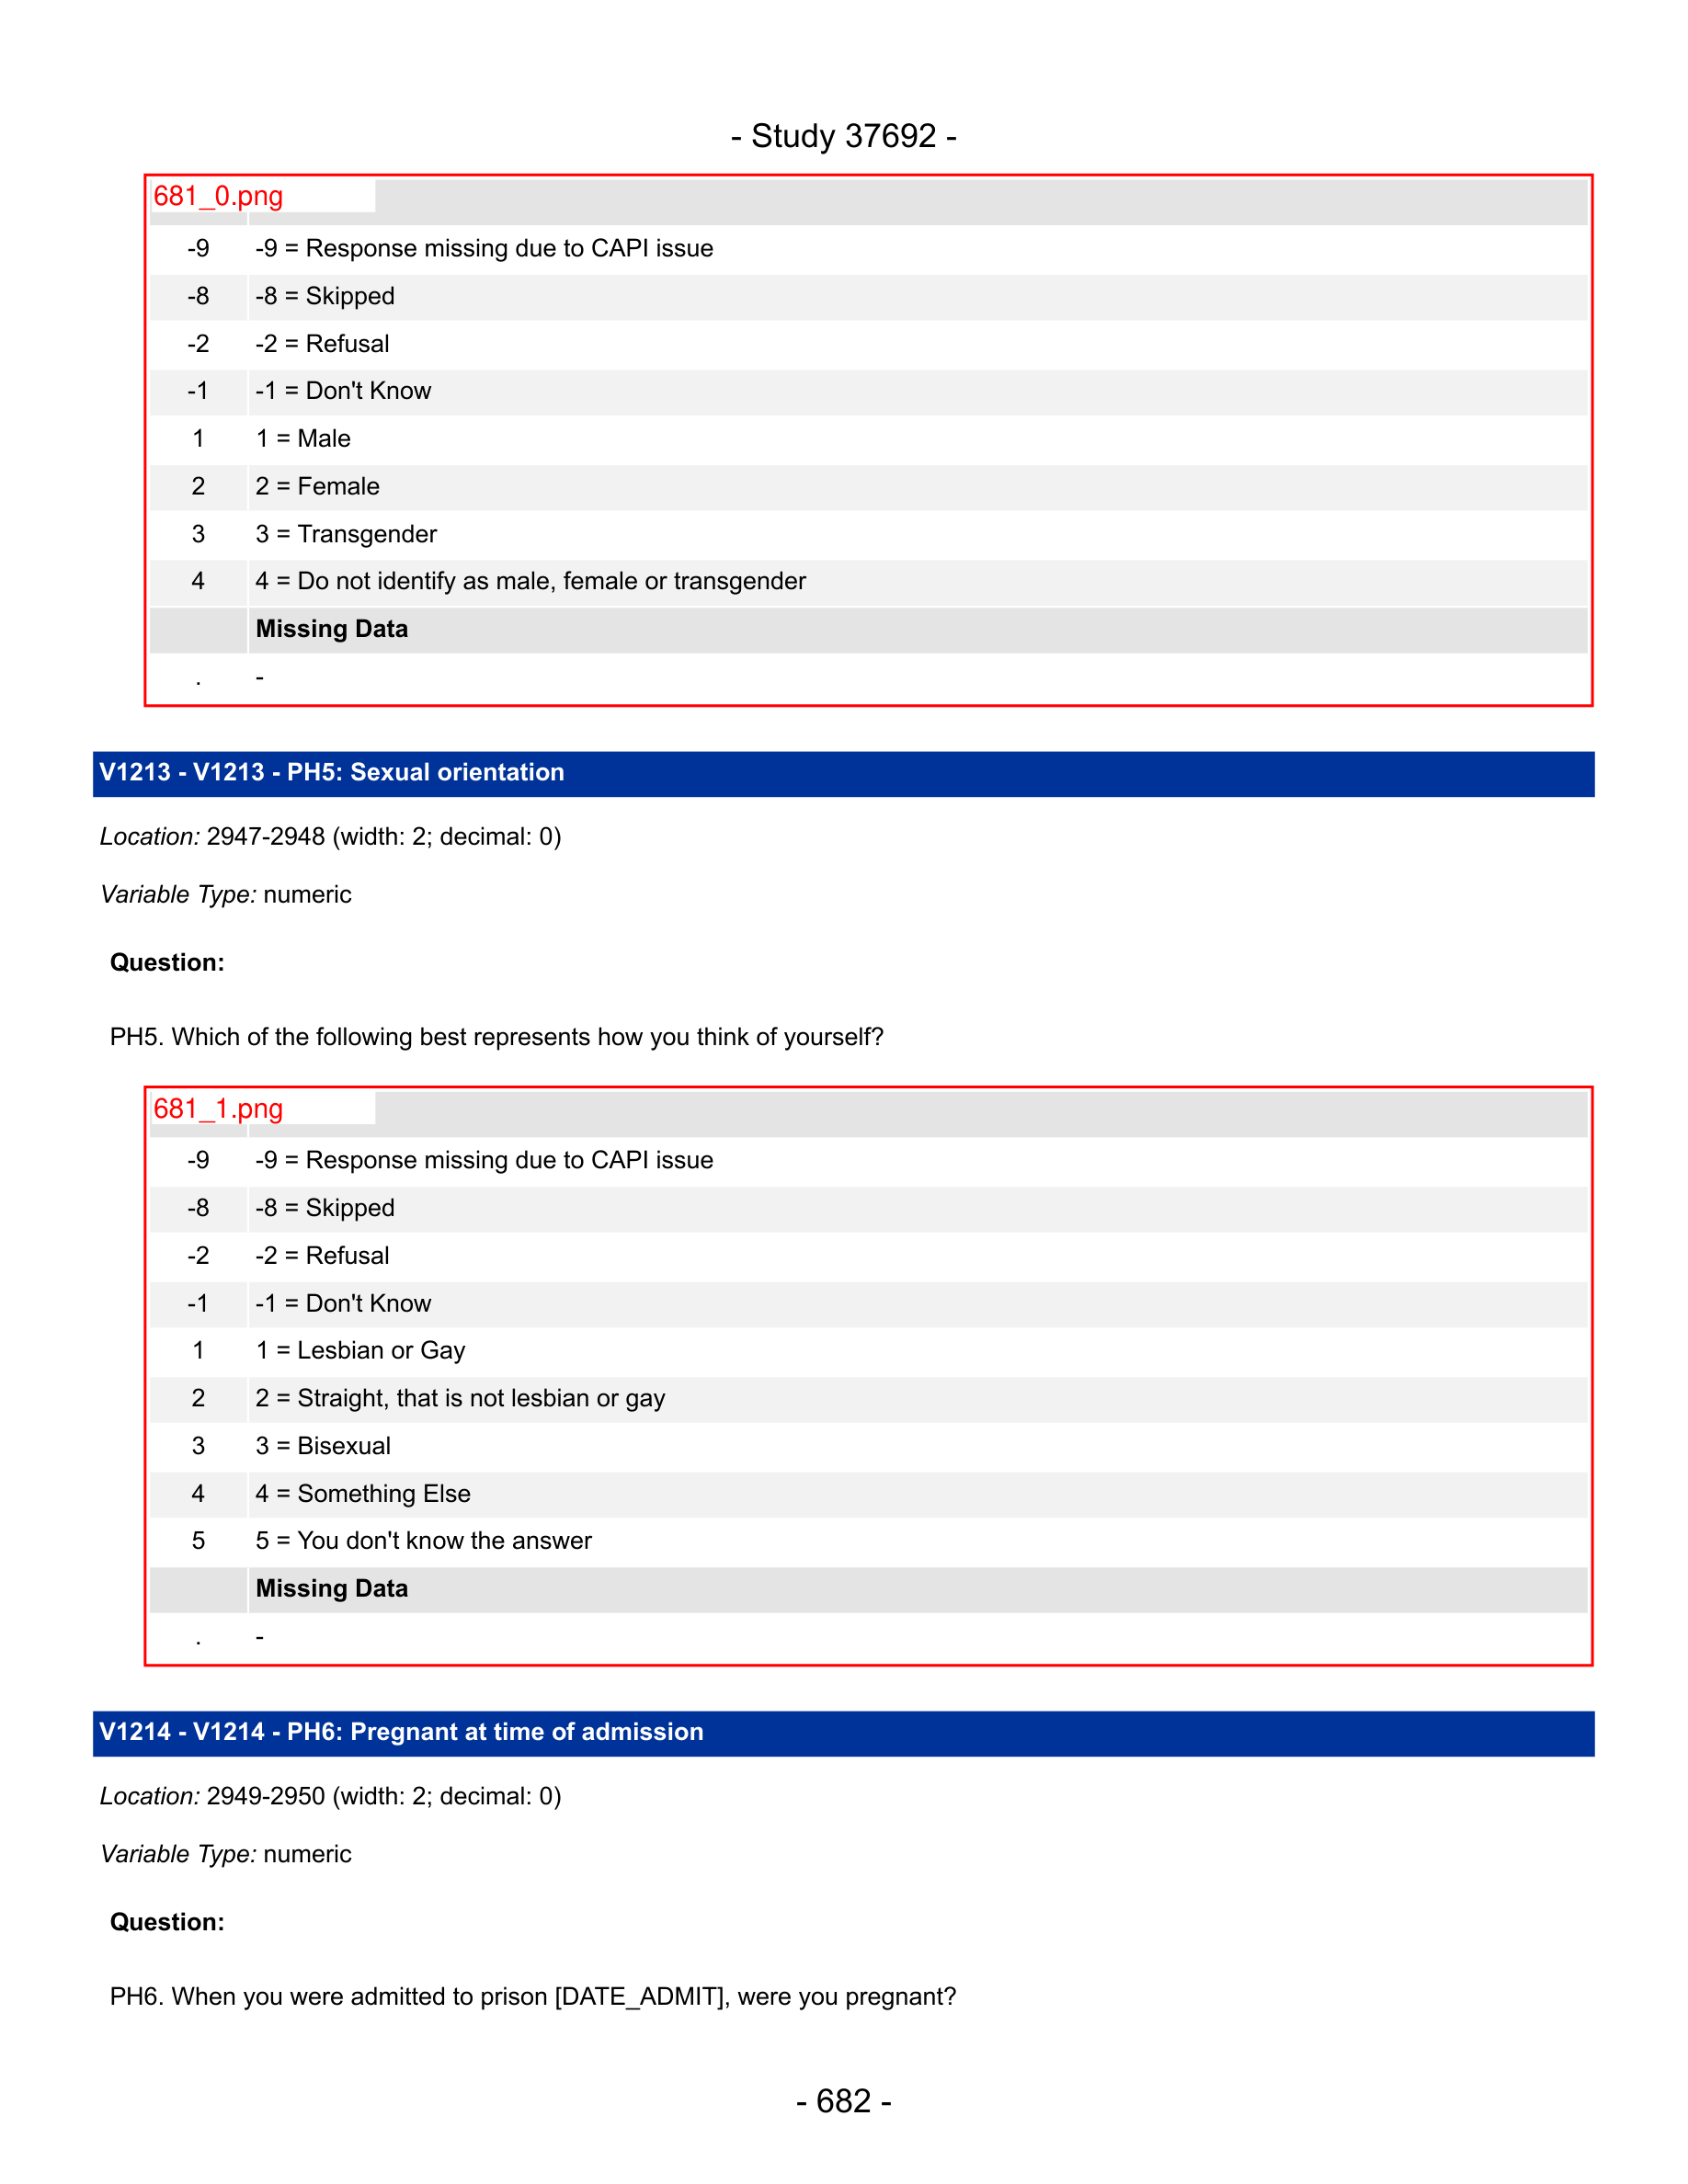 - Study 37692 -
681_0.png
-9 -9 = Response missing due to CAPI issue
-8 -8 = Skipped
-2 -2 = Refusal
-1 -1 = Don't Know
1 1 = Male
2 2 = Female
3 3 = Transgender
4 4 = Do not identify as male, female or transgender
Missing Data
. -
V1213 - V1213 - PH5: Sexual orientation
Location: 2947-2948 (width: 2; decimal: 0)
Variable Type: numeric
Question:
PH5. Which of the following best represents how you think of yourself?
681_1.png
-9 -9 = Response missing due to CAPI issue
-8 -8 = Skipped
-2 -2 = Refusal
-1 -1 = Don't Know
1 1 = Lesbian or Gay
2 2 = Straight, that is not lesbian or gay
3 3 = Bisexual
4 4 = Something Else
5 5 = You don't know the answer
Missing Data
. -
V1214 - V1214 - PH6: Pregnant at time of admission
Location: 2949-2950 (width: 2; decimal: 0)
Variable Type: numeric
Question:
PH6. When you were admitted to prison [DATE_ADMIT], were you pregnant?
- 682 -